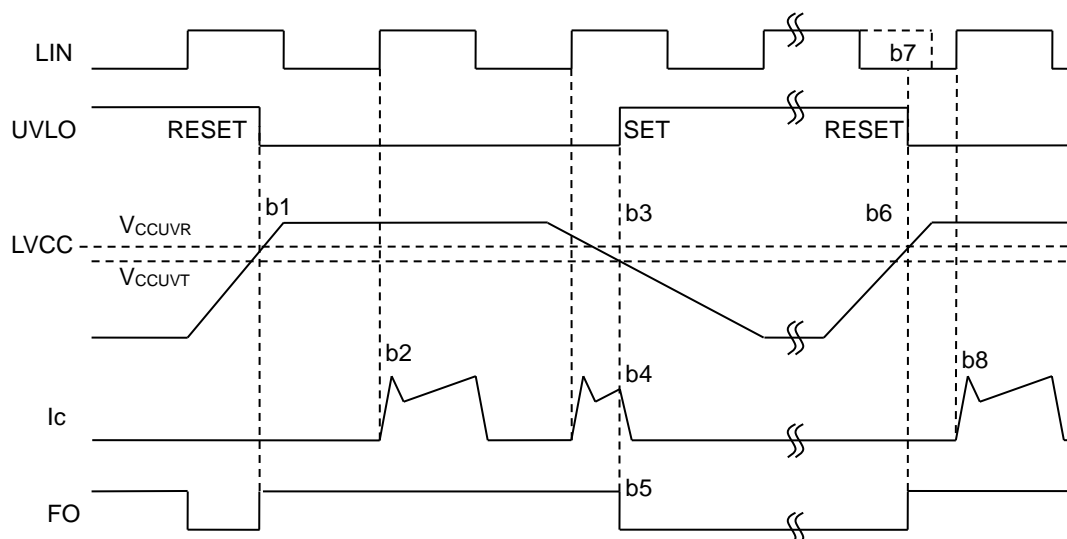 LIN
b7
UVLO
RESET
SET
RESET
b1
b3
b6
VCCUVR
LVCC
VCCUVT
b2
b4
b8
Ic
b5
FO